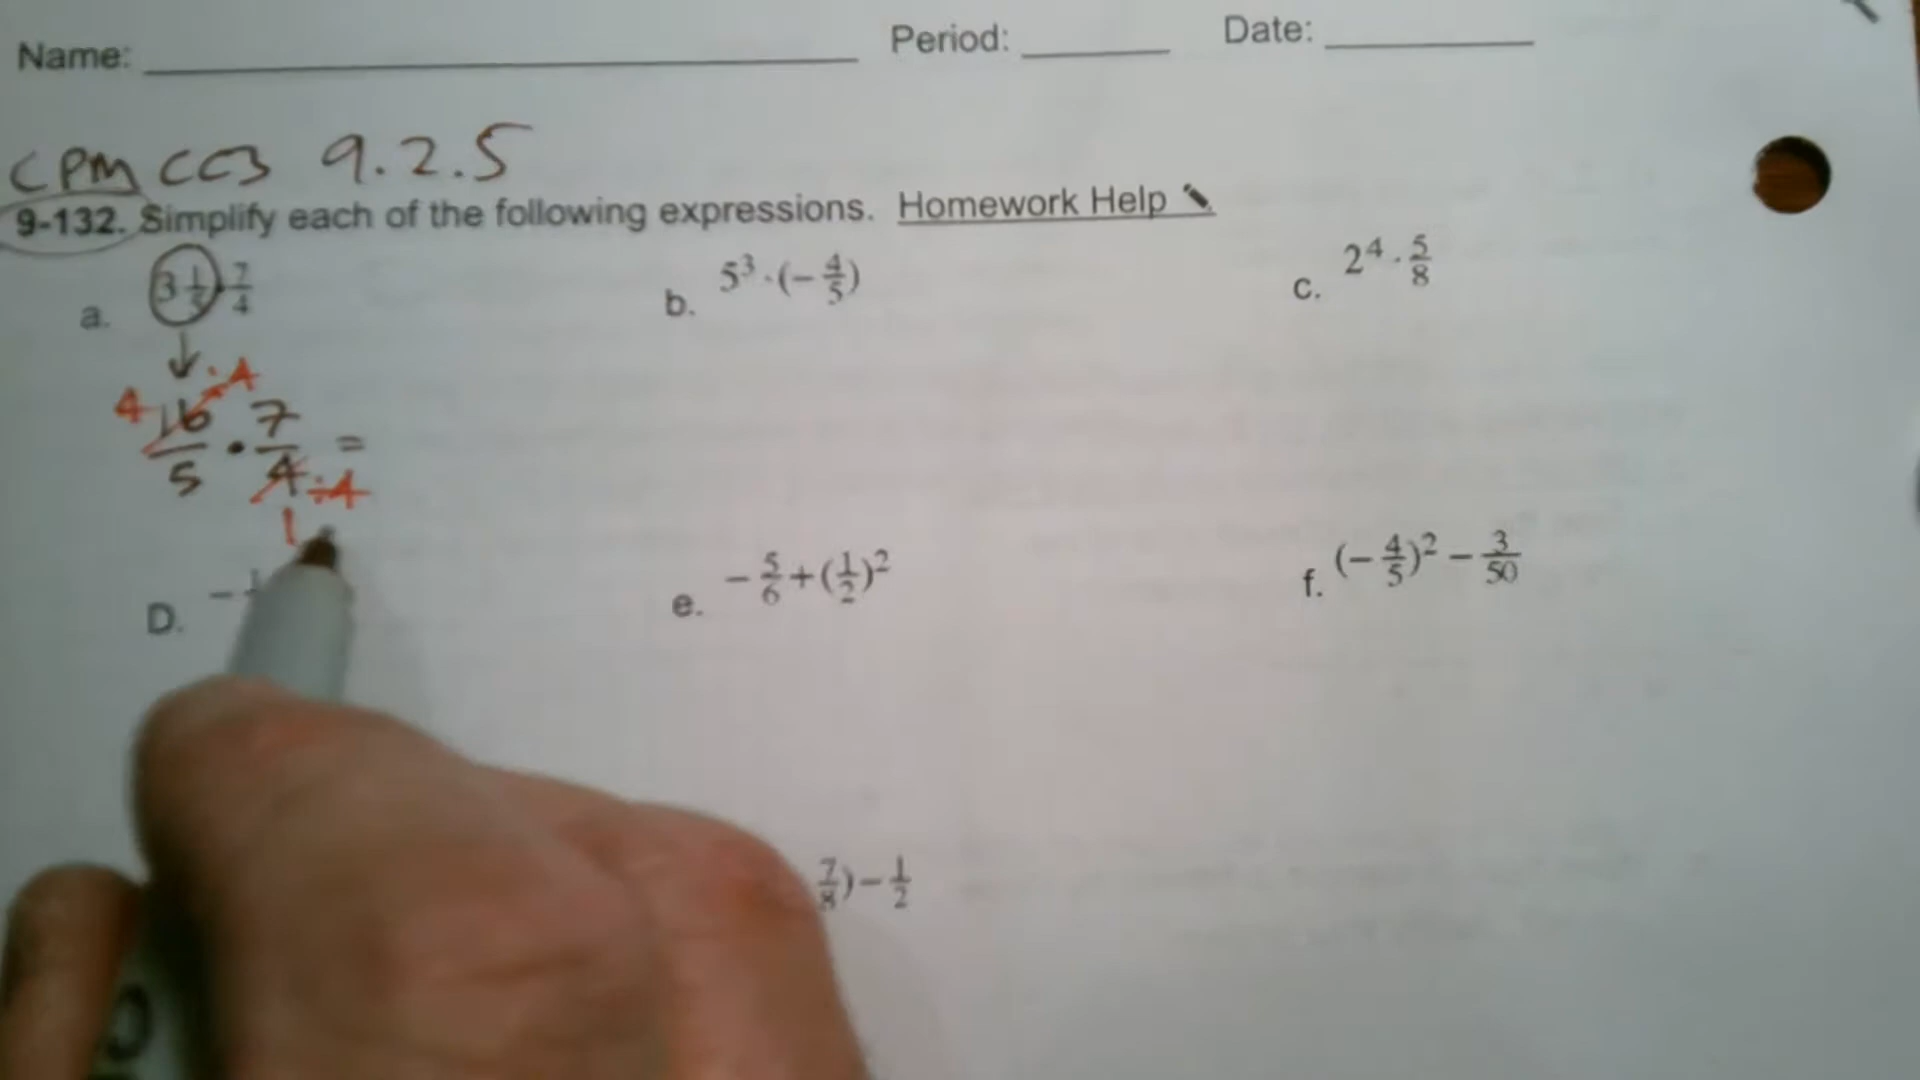 Name: Period: Date:
CPM CC3 9.2.5
9-132. Simplify each of the following expressions. Homework Help ✎
a. 3 1/5 · 7/4
b. 5³ · (− 4/5)
c. 2⁴ · 5/8
4 16/5 · 7/4 = ÷4 1
D. −
e. − 5/6 + (1/2)²
f. (− 4/5)² − 3/50
7/8) − 1/2